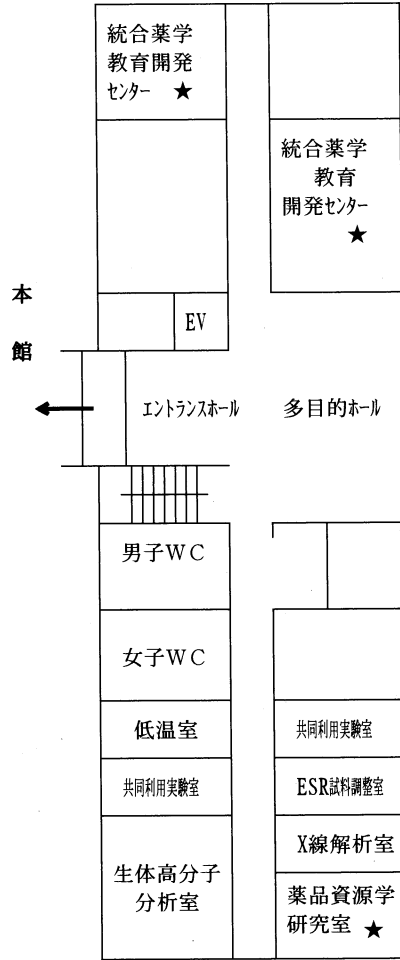 統合薬学
教育開発
センター ★
統合薬学
教育
開発センター
★
本
館
EV
エントランスホール
多目的ホール
男子WC
女子WC
低温室
共同利用実験室
共同利用実験室
ESR試料調整室
X線解析室
生体高分子
分析室
薬品資源学
研究室 ★